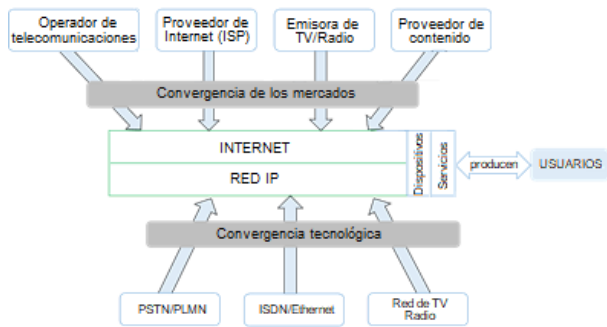 Operador de
telecomunicaciones
Proveedor de
Internet (ISP)
Emisora de
TV/Radio
Proveedor de
contenido
Convergencia de los mercados
INTERNET
RED IP
Dispositivos
Servicios
producen
USUARIOS
Convergencia tecnológica
PSTN/PLMN
ISDN/Ethernet
Red de TV
Radio